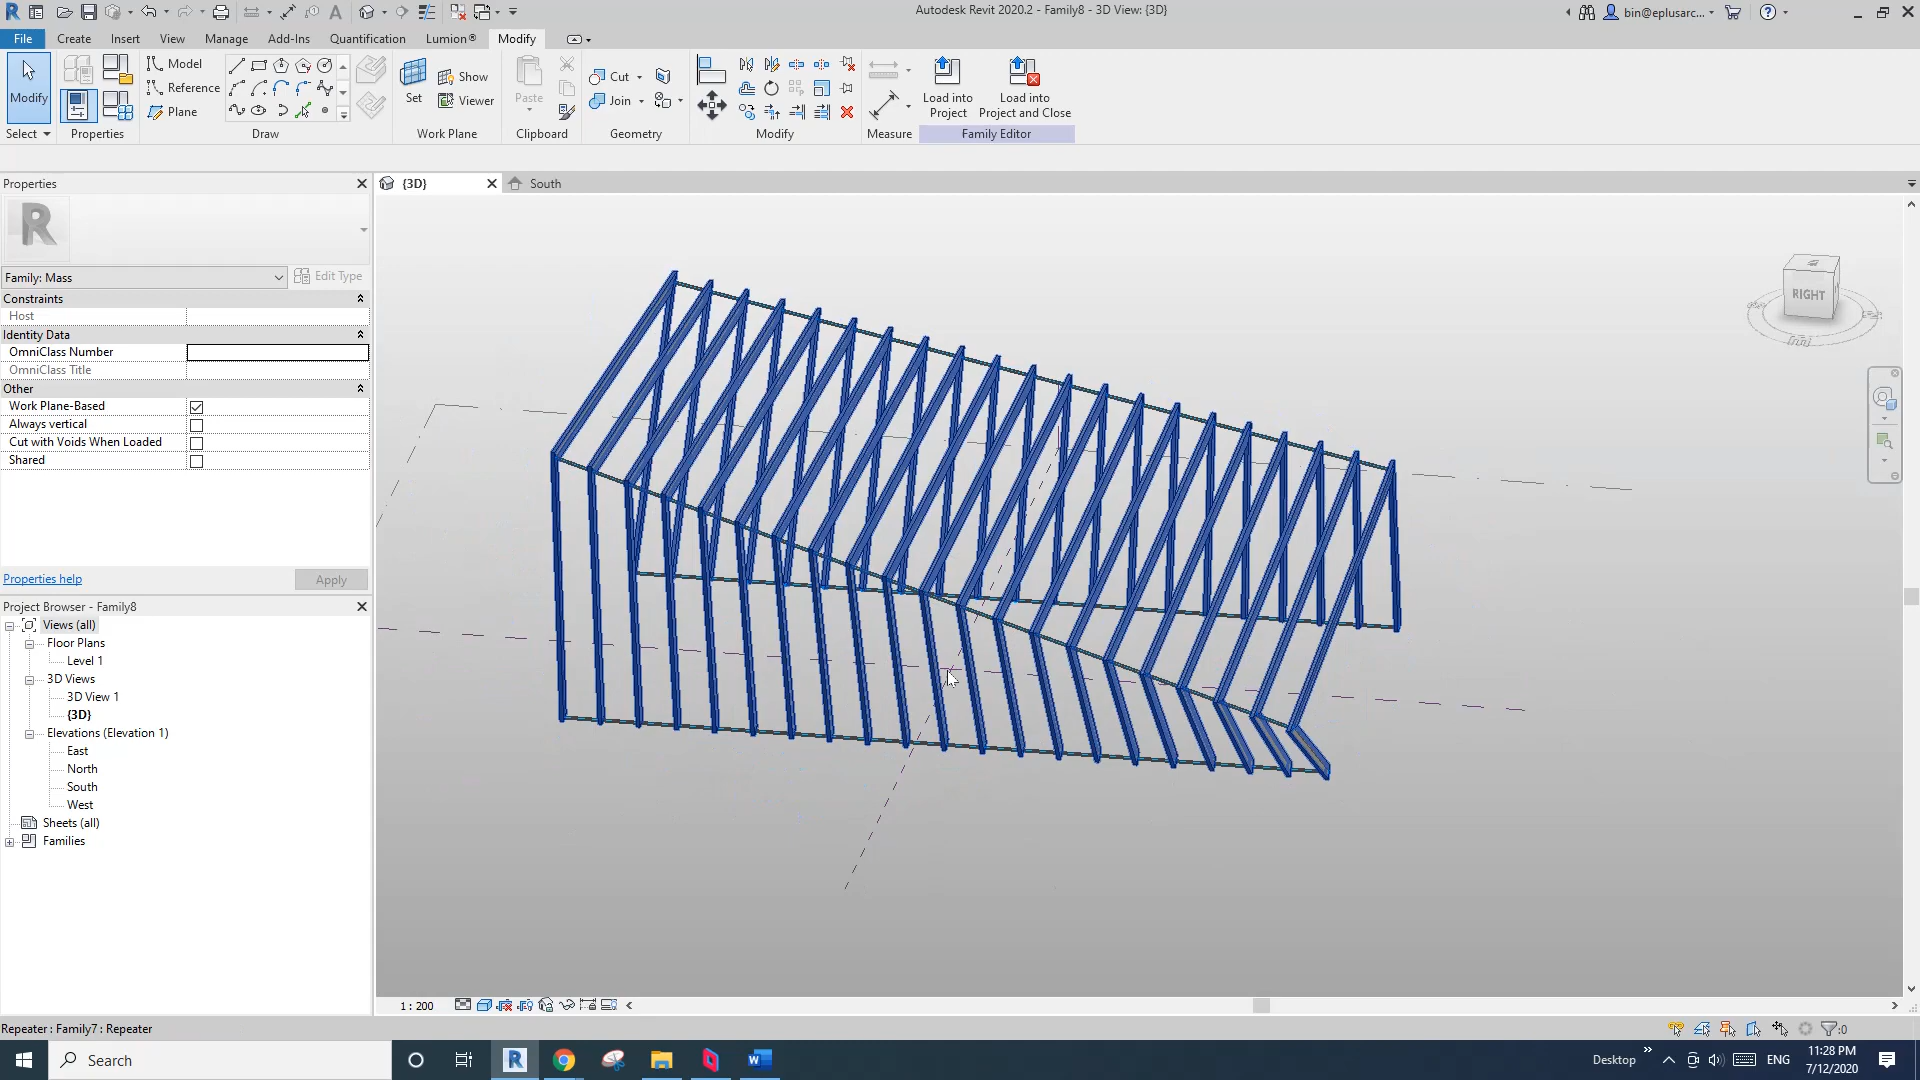 Autodesk Revit 2020.2 - Family8 - 3D View: {3D}
bin@eplusarc...
File Create Insert View Manage Add-Ins Quantification Lumion® Modify
Modify
Model
Reference
Plane
Set
Show
Viewer
Paste
Cut
Join
Load into Project
Load into Project and Close
Select Properties Draw Work Plane Clipboard Geometry Modify Measure Family Editor
Properties
{3D}
South
Family: Mass
Edit Type
Constraints
Host
Identity Data
OmniClass Number
OmniClass Title
Other
Work Plane-Based
Always vertical
Cut with Voids When Loaded
Shared
Properties help
Apply
Project Browser - Family8
Views (all)
Floor Plans
Level 1
3D Views
3D View 1
{3D}
Elevations (Elevation 1)
East
North
South
West
Sheets (all)
Families
RIGHT
1 : 200
Repeater : Family7 : Repeater
:0
Search
Desktop
ENG
11:28 PM
7/12/2020